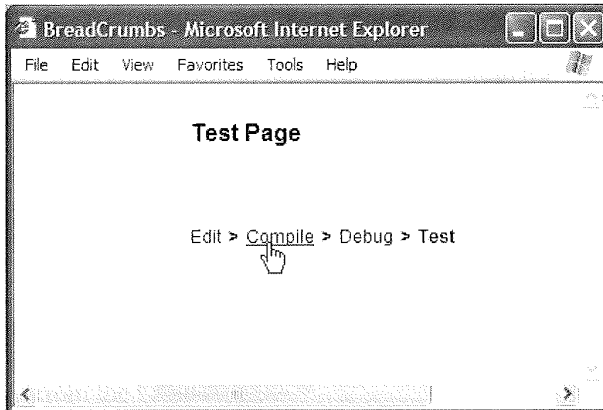 BreadCrumbs - Microsoft Internet Explorer
File Edit View Favorites Tools Help
Test Page
Edit > Compile > Debug > Test